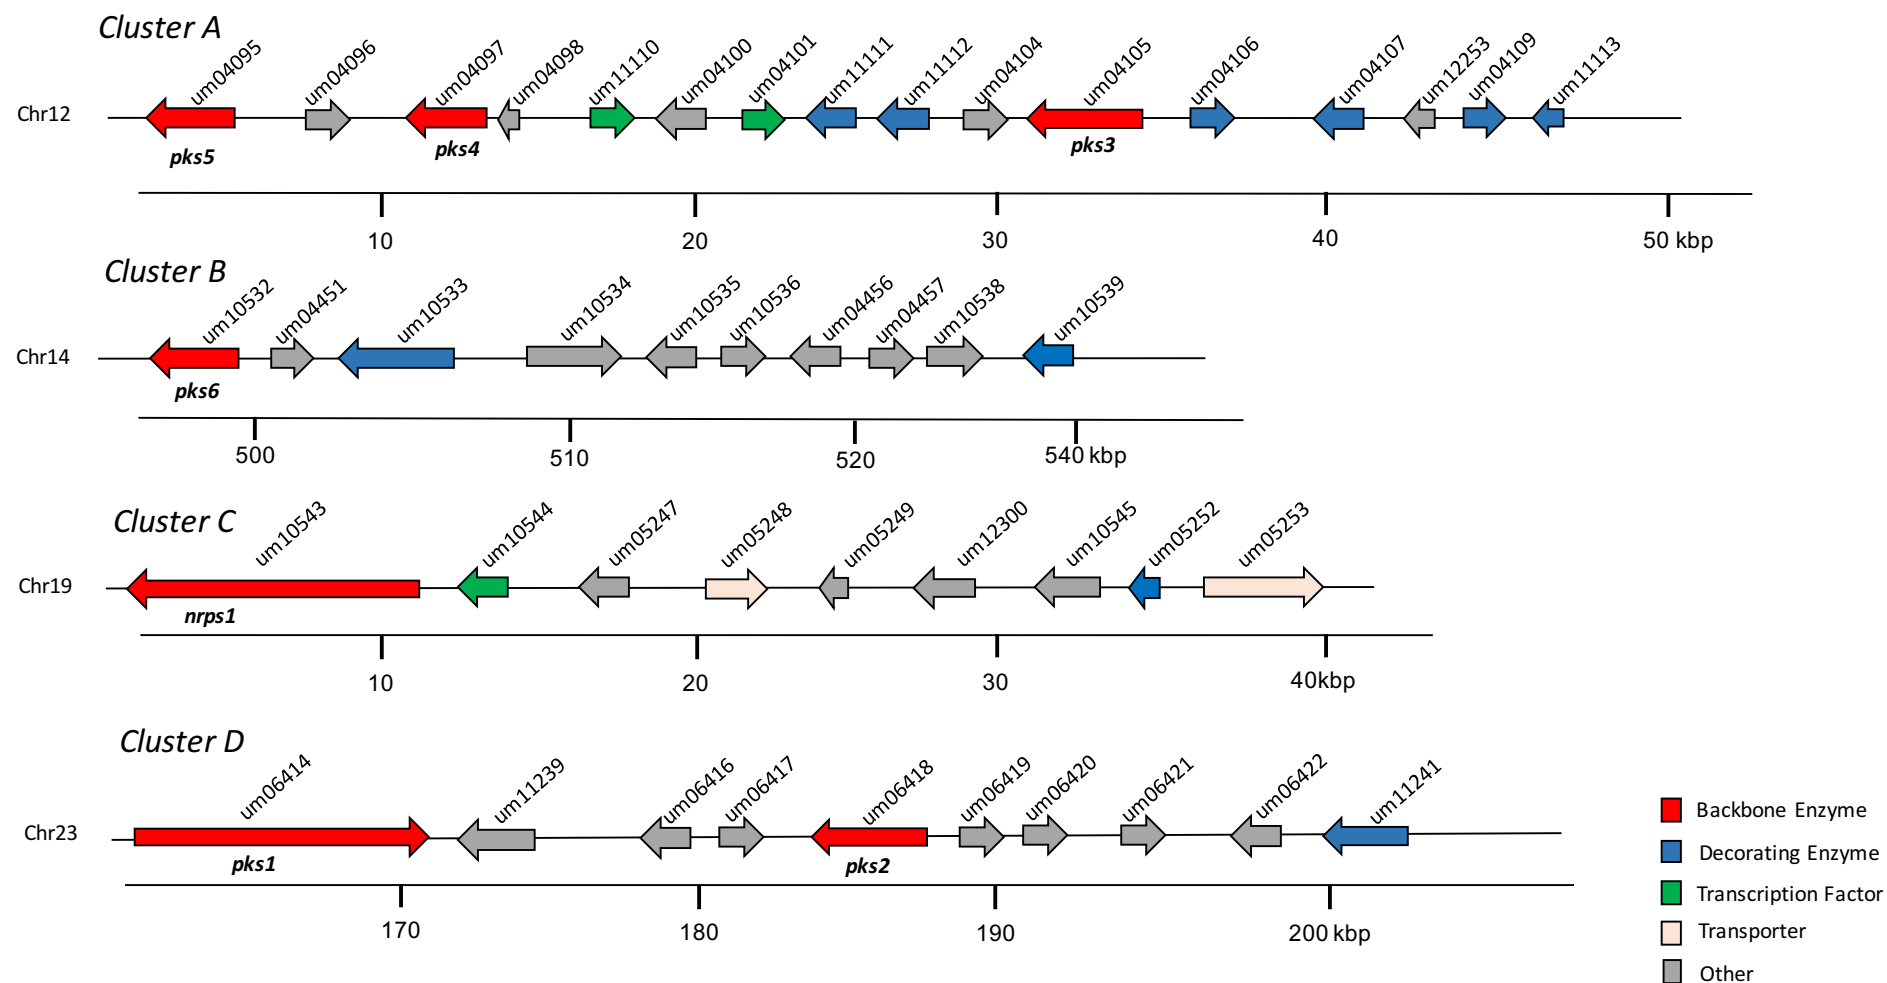 Cluster A
um04095 um04096 um04097 um04098 um11110 um04100 um04101 um11111 um11112 um04104 um04105 um04106 um04107 um12253 um04109 um11113
Chr12
pks5 pks4 pks3
10 20 30 40 50 kbp
Cluster B
um10532 um04451 um10533 um10534 um10535 um10536 um04456 um04457 um10538 um10539
Chr14
pks6
500 510 520 540 kbp
Cluster C
um10543 um10544 um05247 um05248 um05249 um12300 um10545 um05252 um05253
Chr19
nrps1
10 20 30 40kbp
Cluster D
um06414 um11239 um06416 um06417 um06418 um06419 um06420 um06421 um06422 um11241
Chr23
pks1 pks2
170 180 190 200 kbp
Backbone Enzyme
Decorating Enzyme
Transcription Factor
Transporter
Other